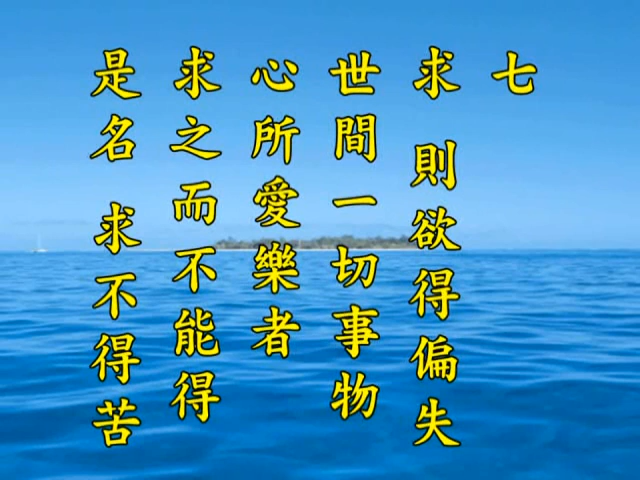 七
求 則欲得偏失
世間一切事物
心所愛樂者
求之而不能得
是名 求不得苦